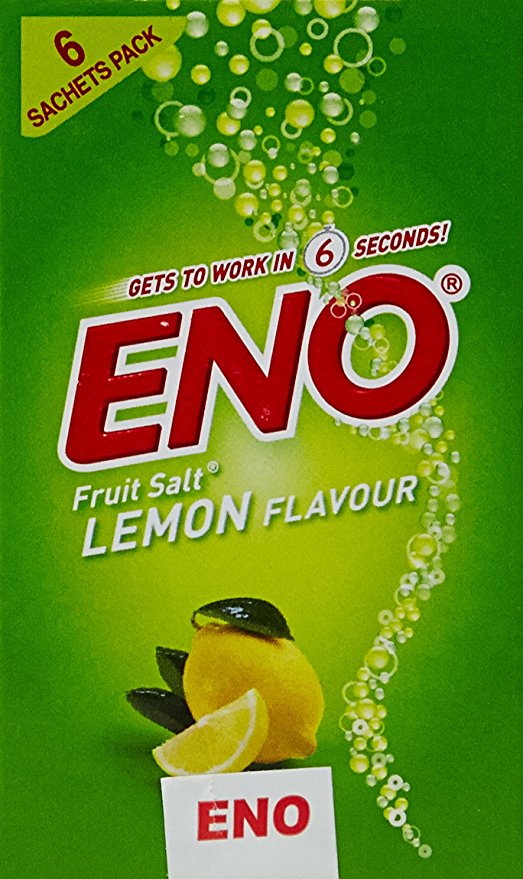 6
SACHETS PACK
GETS TO WORK IN 6 SECONDS!
ENO®
Fruit Salt®
LEMON FLAVOUR
ENO